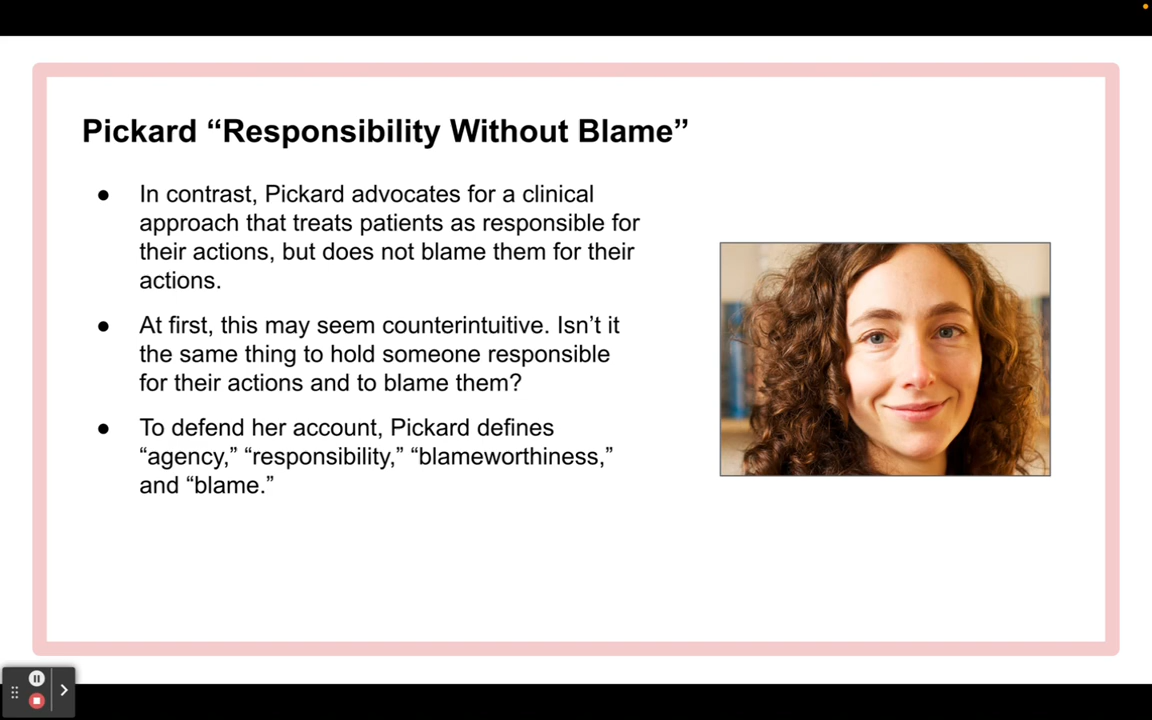 Pickard “Responsibility Without Blame”
● In contrast, Pickard advocates for a clinical
approach that treats patients as responsible for
their actions, but does not blame them for their
actions.
● At first, this may seem counterintuitive. Isn’t it
the same thing to hold someone responsible
for their actions and to blame them?
● To defend her account, Pickard defines
“agency,” “responsibility,” “blameworthiness,”
and “blame.”